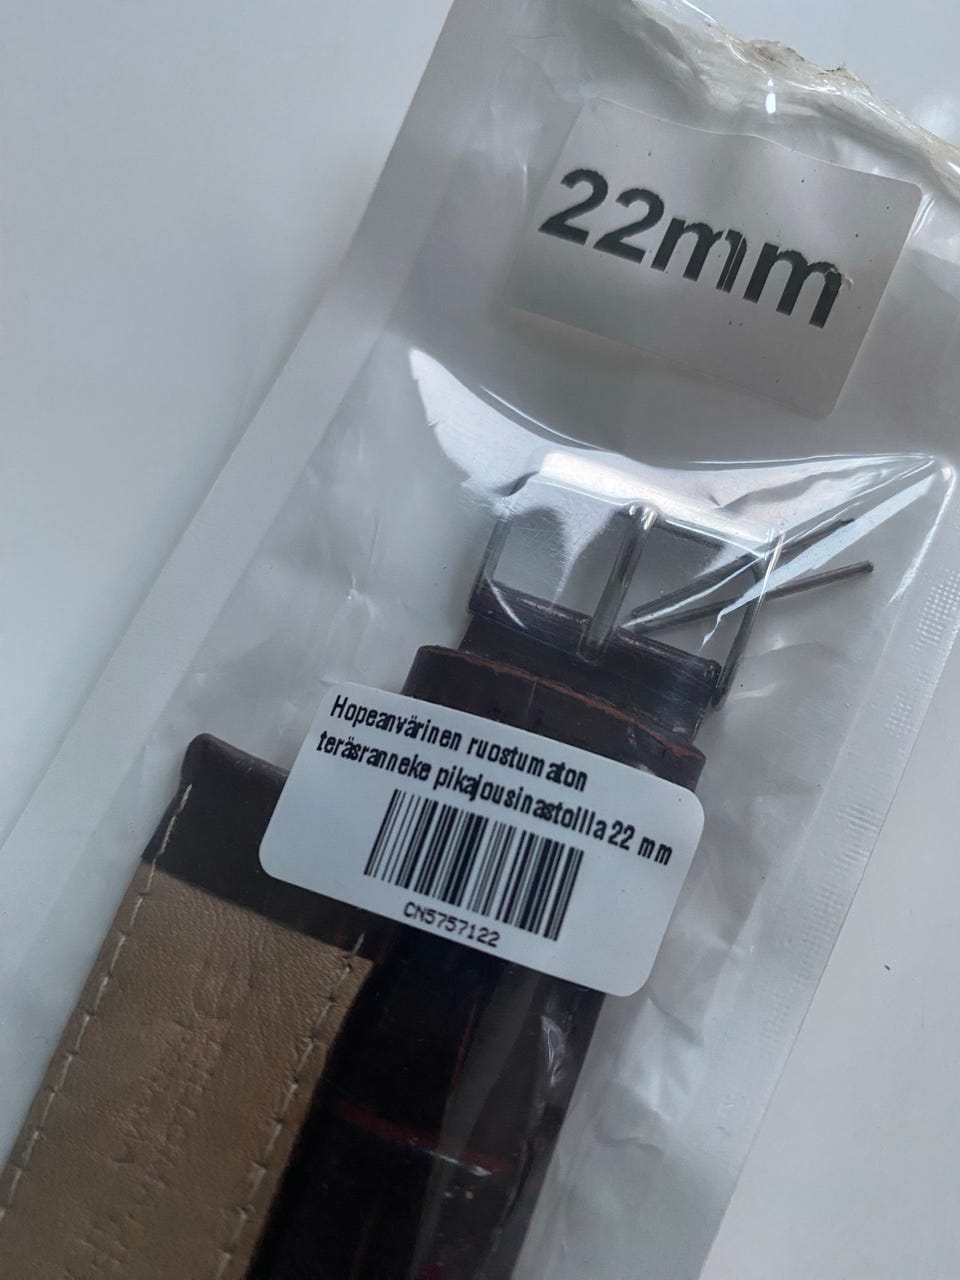 22mm
Hopeanvärinen ruostumaton
teräsranneke pikajousinastoilla 22 mm
CN5757122